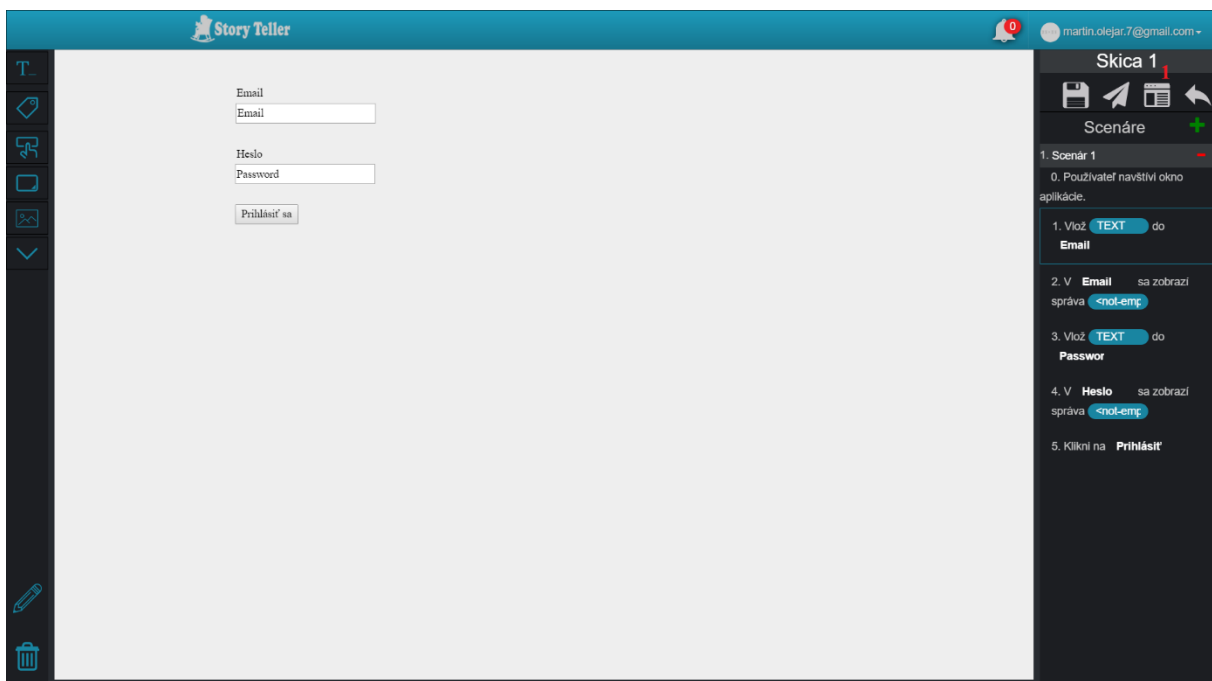 Story Teller
0
martin.olejar.7@gmail.com
T_
Skica 1
1
Scenáre
1. Scenár 1
0. Používateľ navštívi okno
aplikácie.
1. Vlož TEXT do
Email
2. V Email sa zobrazí
správa <not-emp
3. Vlož TEXT do
Passwor
4. V Heslo sa zobrazí
správa <not-emp
5. Klikni na Prihlásiť
Email
Email
Heslo
Password
Prihlásiť sa